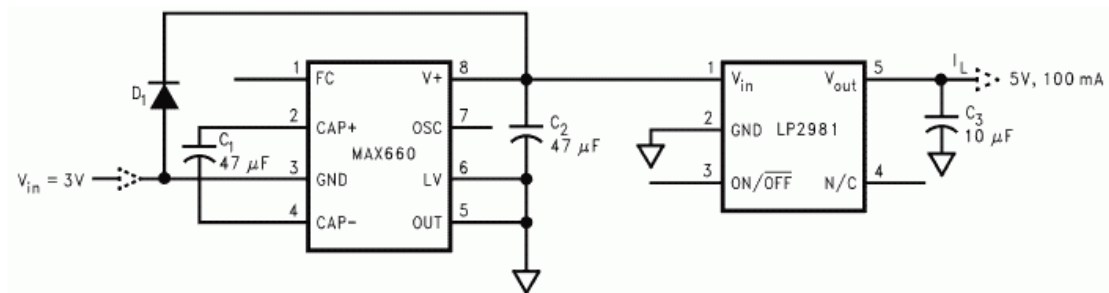 D1
Vin = 3V
C1
47 μF
1
FC
2
CAP+
3
GND
4
CAP-
MAX660
V+
8
OSC
7
LV
6
OUT
5
C2
47 μF
1
Vin
2
GND
3
ON/OFF
LP2981
Vout
5
N/C
4
IL
5V, 100 mA
C3
10 μF